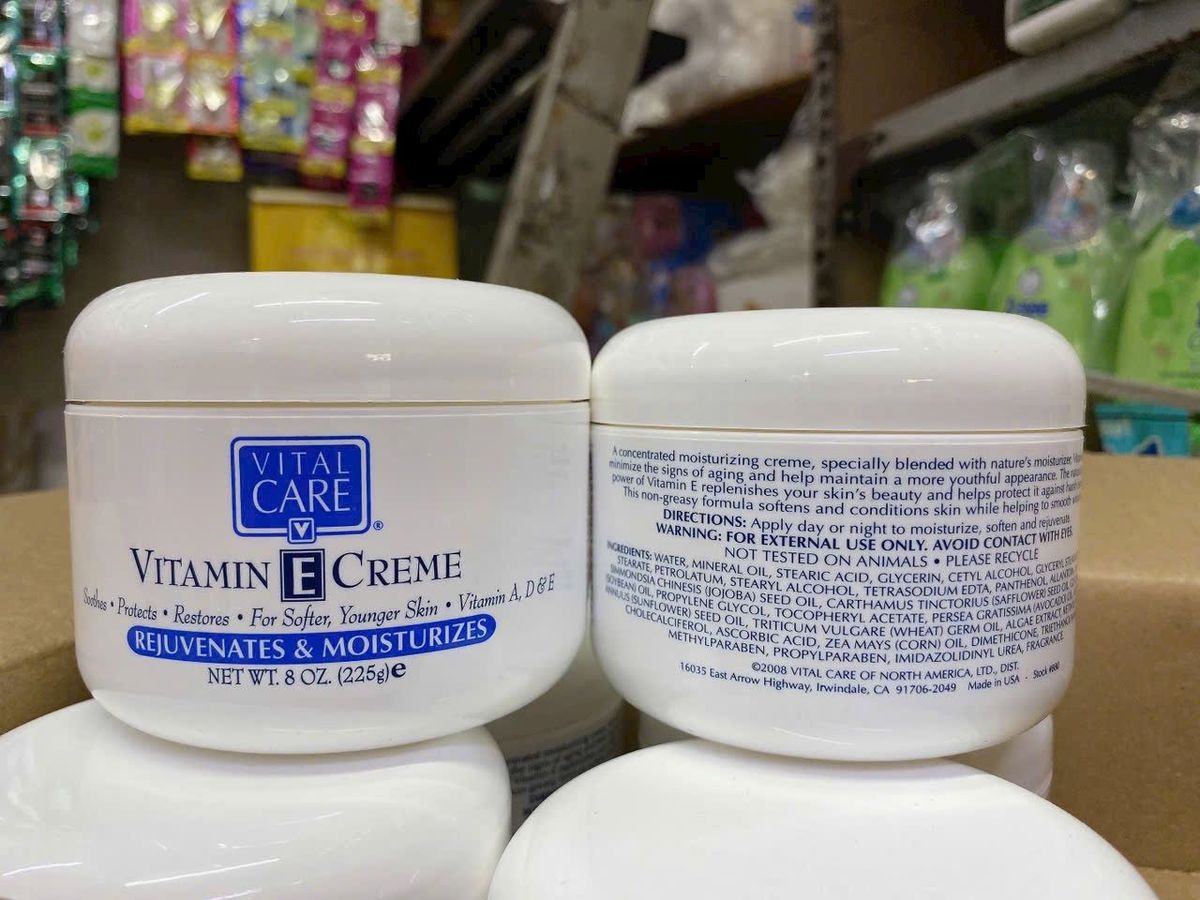 VITAL
CARE
V
®
VITAMIN E CREME
Soothes • Protects • Restores • For Softer, Younger Skin • Vitamin A, D & E
REJUVENATES & MOISTURIZES
NET WT. 8 OZ. (225g) e
A concentrated moisturizing creme, specially blended with nature's moisturizer,
minimize the signs of aging and help maintain a more youthful appearance. The
power of Vitamin E replenishes your skin's beauty and helps protect it against
This non-greasy formula softens and conditions skin while helping to smooth
DIRECTIONS: Apply day or night to moisturize, soften and rejuvenate.
WARNING: FOR EXTERNAL USE ONLY. AVOID CONTACT WITH EYES.
NOT TESTED ON ANIMALS • PLEASE RECYCLE
INGREDIENTS: WATER, MINERAL OIL, STEARIC ACID, GLYCERIN, CETYL ALCOHOL, GLYCERYL
STEARATE, PETROLATUM, STEARYL ALCOHOL, TETRASODIUM EDTA, PANTHENOL,
SIMMONDSIA CHINESIS (JOJOBA) SEED OIL, CARTHAMUS TINCTORIUS (SAFFLOWER) SEED OIL,
(SOYBEAN) OIL, PROPYLENE GLYCOL, TOCOPHERYL ACETATE, PERSEA GRATISSIMA (AVOCADO)
ANNUUS (SUNFLOWER) SEED OIL, TRITICUM VULGARE (WHEAT) GERM OIL, ALGAE EXTRACT,
CHOLECALCIFEROL, ASCORBIC ACID, ZEA MAYS (CORN) OIL, DIMETHICONE,
METHYLPARABEN, PROPYLPARABEN, IMIDAZOLIDINYL UREA, FRAGRANCE
©2008 VITAL CARE OF NORTH AMERICA, LTD., DIST.
16035 East Arrow Highway, Irwindale, CA 91706-2049 Made in USA • Stock